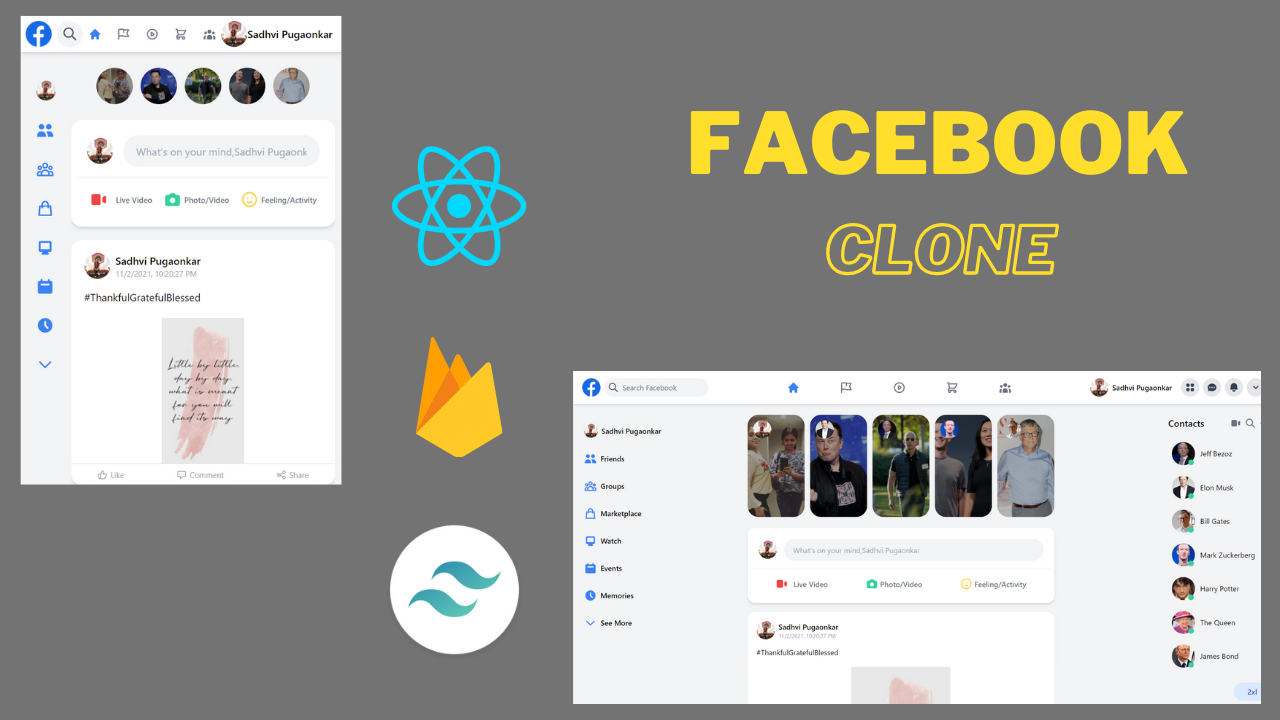 Sadhvi Pugaonkar
What's on your mind,Sadhvi Pugaonk
Live Video
Photo/Video
Feeling/Activity
Sadhvi Pugaonkar
11/2/2021, 10:20:27 PM
#ThankfulGratefulBlessed
Little by little,
day by day,
what is meant
for you will
find its way
Like
Comment
Share
FACEBOOK
CLONE
Search Facebook
Sadhvi Pugaonkar
Sadhvi Pugaonkar
Friends
Groups
Marketplace
Watch
Events
Memories
See More
What's on your mind,Sadhvi Pugaonkar
Live Video
Photo/Video
Feeling/Activity
Sadhvi Pugaonkar
11/2/2021, 10:20:27 PM
#ThankfulGratefulBlessed
Contacts
Jeff Bezoz
Elon Musk
Bill Gates
Mark Zuckerberg
Harry Potter
The Queen
James Bond
2xl